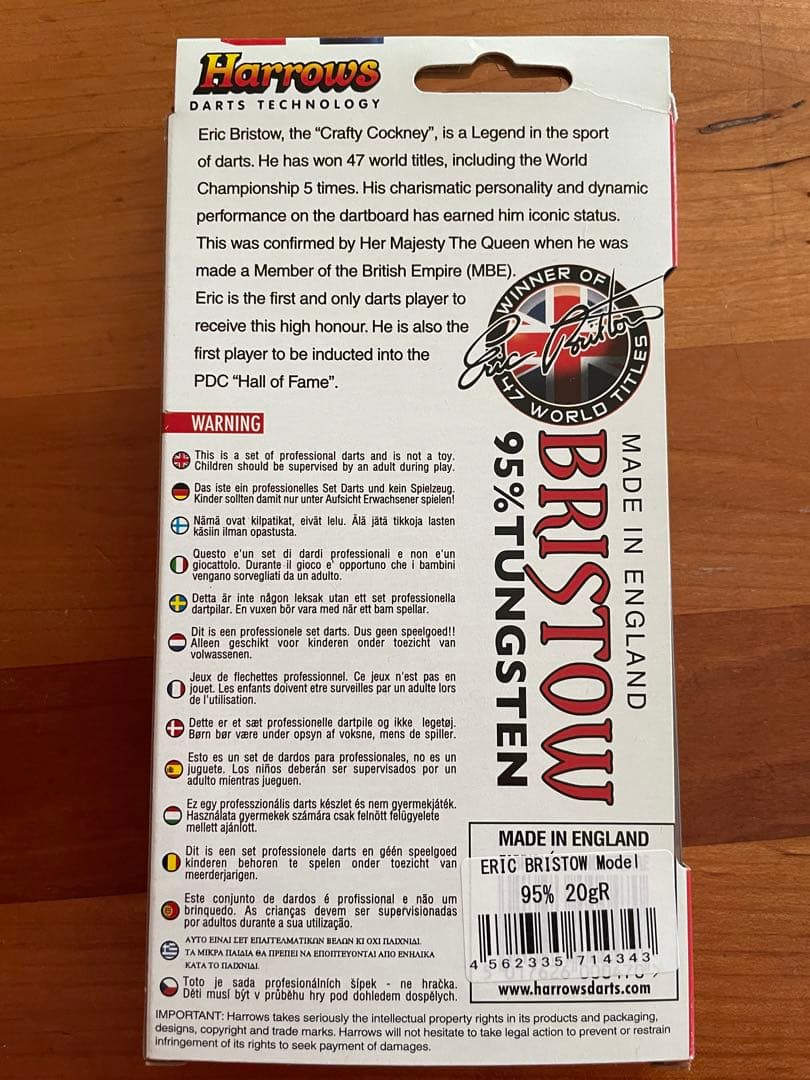 Harrows
DARTS TECHNOLOGY
Eric Bristow, the “Crafty Cockney”, is a Legend in the sport
of darts. He has won 47 world titles, including the World
Championship 5 times. His charismatic personality and dynamic
performance on the dartboard has earned him iconic status.
This was confirmed by Her Majesty The Queen when he was
made a Member of the British Empire (MBE).
Eric is the first and only darts player to
receive this high honour. He is also the
first player to be inducted into the
PDC “Hall of Fame”.
WINNER OF
Eric Bristow
47 WORLD TITLES
WARNING
This is a set of professional darts and is not a toy.
Children should be supervised by an adult during play.
Das iste ein professionelles Set Darts und kein Spielzeug.
Kinder sollten damit nur unter Aufsicht Erwachsener spielen!
Nämä ovat kilpatikat, eivät lelu. Älä jätä tikkoja lasten
käsiin ilman opastusta.
Questo e'un set di dardi professionali e non e'un
giocattolo. Durante il gioco e' opportuno che i bambini
vengano sorvegliati da un adulto.
Detta är inte någon leksak utan ett set professionella
dartpilar. En vuxen bör vara med när ett barn spellar.
Dit is een professionele set darts. Dus geen speelgoed!!
Alleen geschikt voor kinderen onder toezicht van
volwassenen.
Jeux de flechettes professionnel. Ce jeux n'est pas en
jouet. Les enfants doivent etre surveilles par un adulte lors
de l'utilisation.
Dette er et sæt professionelle dartpile og ikke legetøj.
Børn bør være under opsyn af voksne, mens de spiller.
Esto es un set de dardos para professionales, no es un
juguete. Los niños deberán ser supervisados por un
adulto mientras jueguen.
Ez egy professzionális darts készlet és nem gyermekjáték.
Használata gyermekek számára csak felnött felügyelete
mellett ajánlott.
Dit is een set professionele darts en géén speelgoed
kinderen behoren te spelen onder toezicht van
meerderjarigen.
Este conjunto de dardos é profissional e não um
brinquedo. As crianças devem ser supervisionadas
por adultos durante a sua utilização.
ΑΥΤΟ ΕΙΝΑΙ ΣΕΤ ΕΠΑΓΓΕΛΜΑΤΙΚΩΝ ΒΕΛΩΝ ΚΙ ΟΧΙ ΠΑΙΧΝΙΔΙ.
ΤΑ ΜΙΚΡΑ ΠΑΙΔΙΑ ΘΑ ΠΡΕΠΕΙ ΝΑ ΕΠΟΠΤΕΥΟΝΤΑΙ ΑΠΟ ΕΝΗΛΙΚΑ
ΚΑΤΑ ΤΟ ΠΑΙΧΝΙΔΙ.
Toto je sada profesionálních šípek - ne hračka.
Děti musí být v průběhu hry pod dohledem dospělých.
MADE IN ENGLAND
BRISTOW
95% TUNGSTEN
MADE IN ENGLAND
ERIC BRISTOW Model
95% 20gR
4 562335 714343
www.harrowsdarts.com
IMPORTANT: Harrows takes seriously the intellectual property rights in its products and packaging,
designs, copyright and trade marks. Harrows will not hesitate to take legal action to prevent or restrain
infringement of its rights to seek payment of damages.